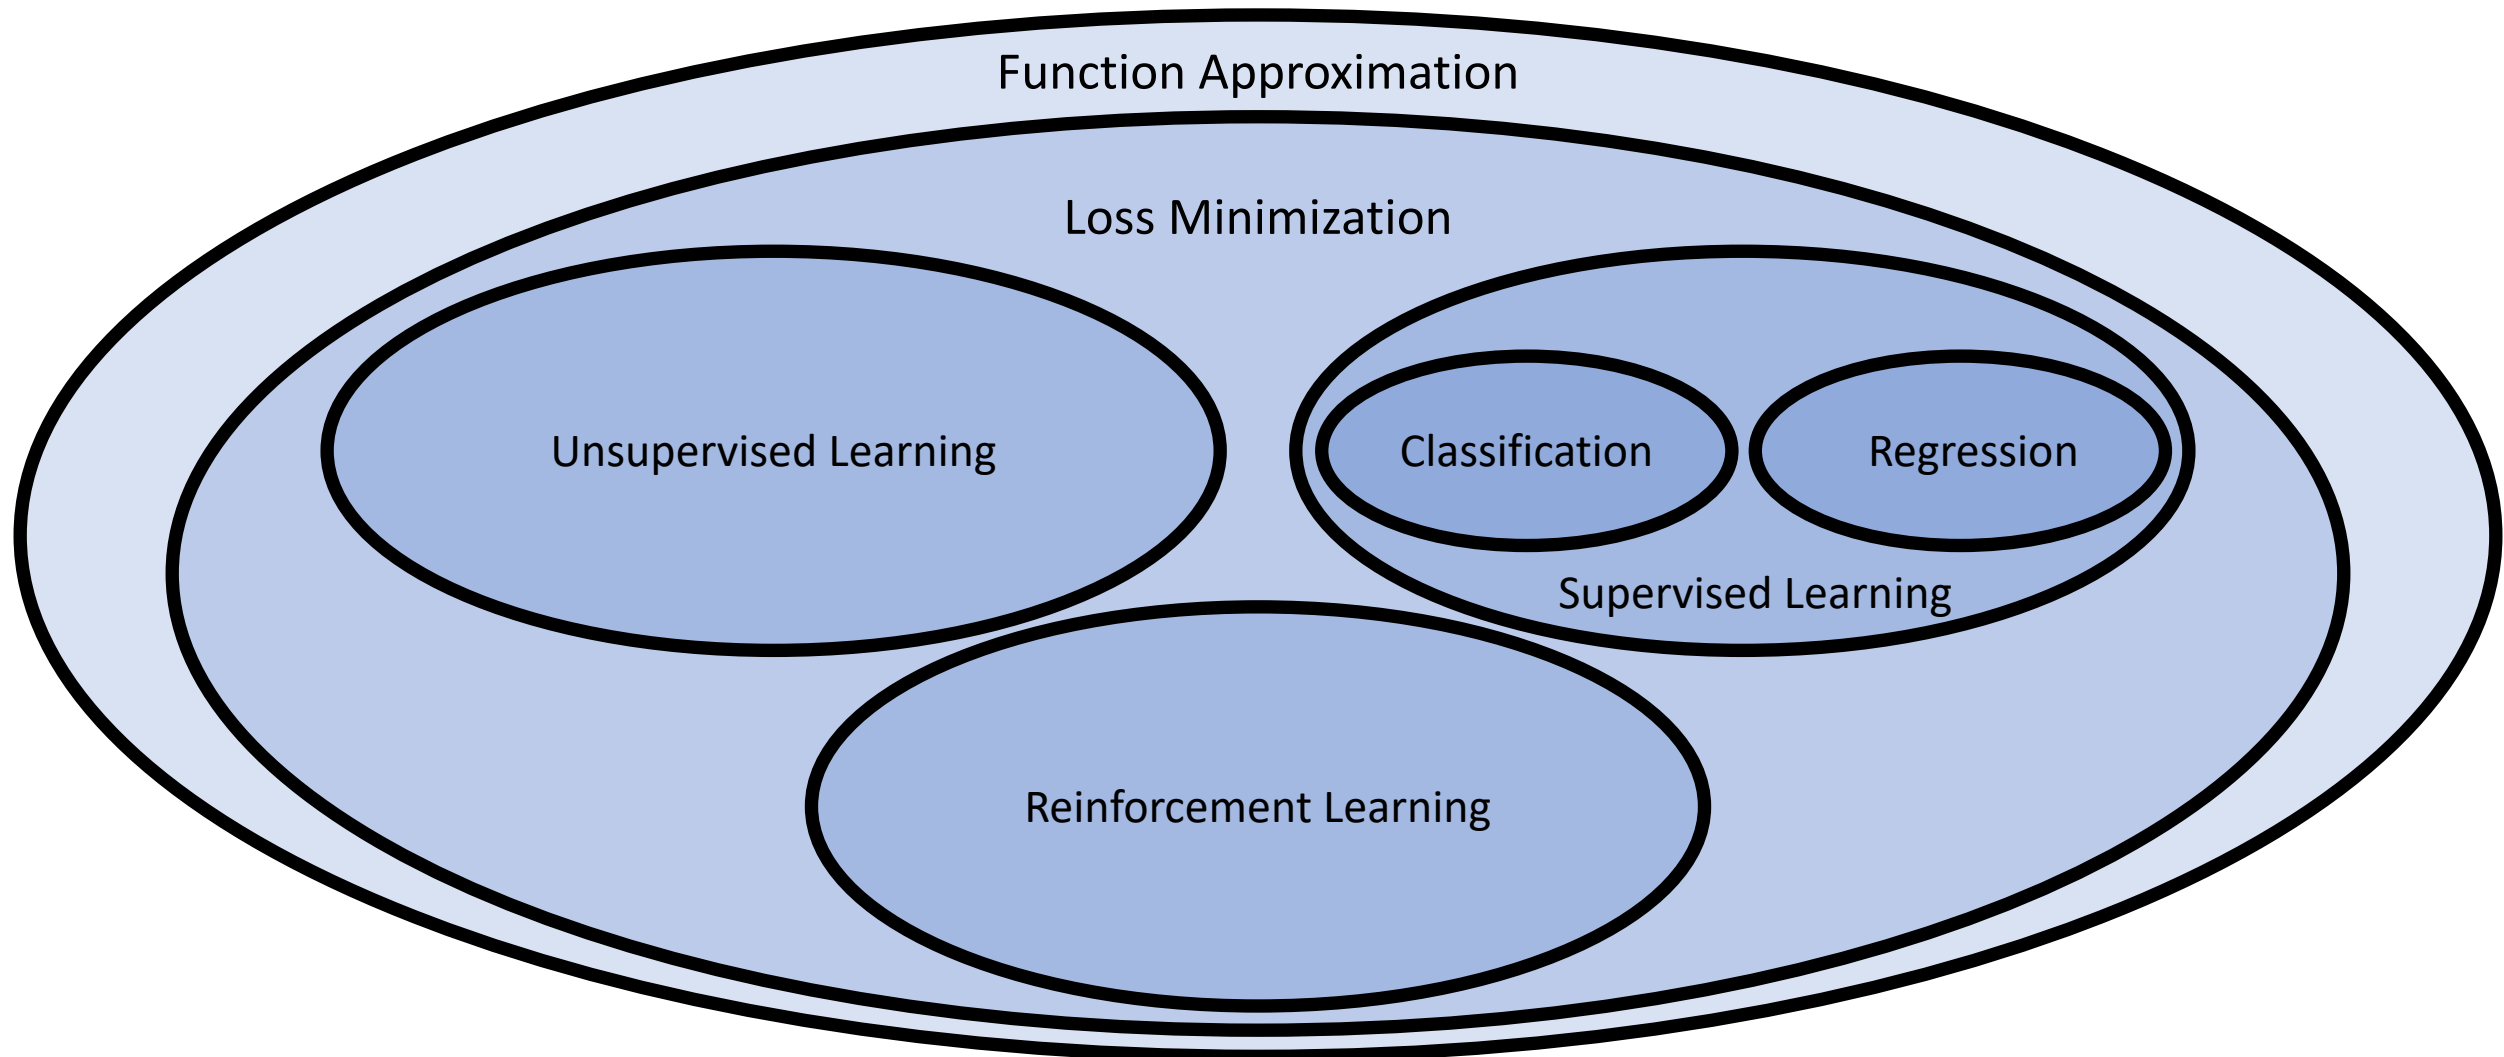 Function Approximation
Loss Minimization
Unsupervised Learning
Classification
Regression
Supervised Learning
Reinforcement Learning